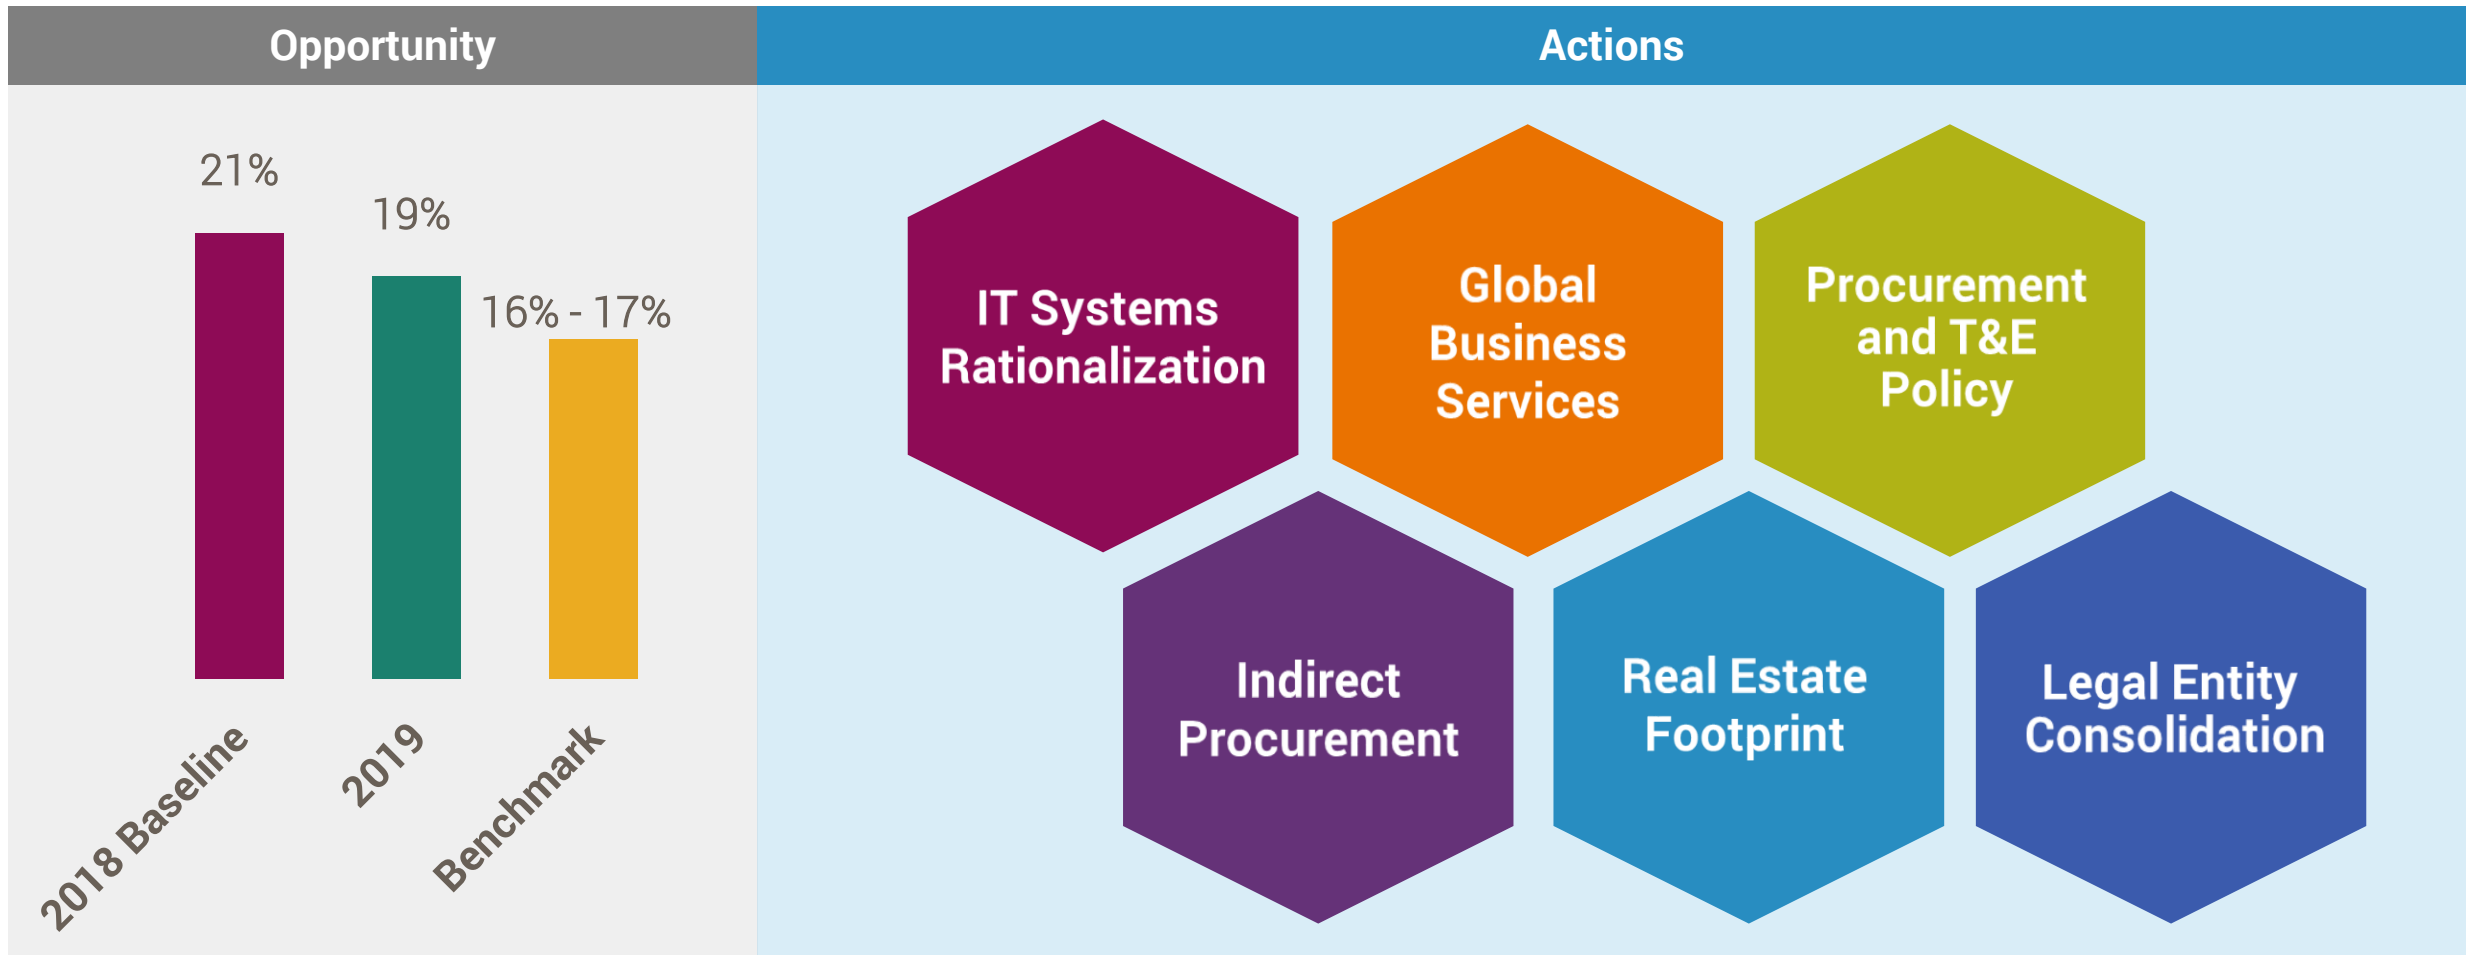 Opportunity
21%
19%
16% - 17%
2018 Baseline
2019
Benchmark
Actions
IT Systems
Rationalization
Global
Business
Services
Procurement
and T&E
Policy
Indirect
Procurement
Real Estate
Footprint
Legal Entity
Consolidation